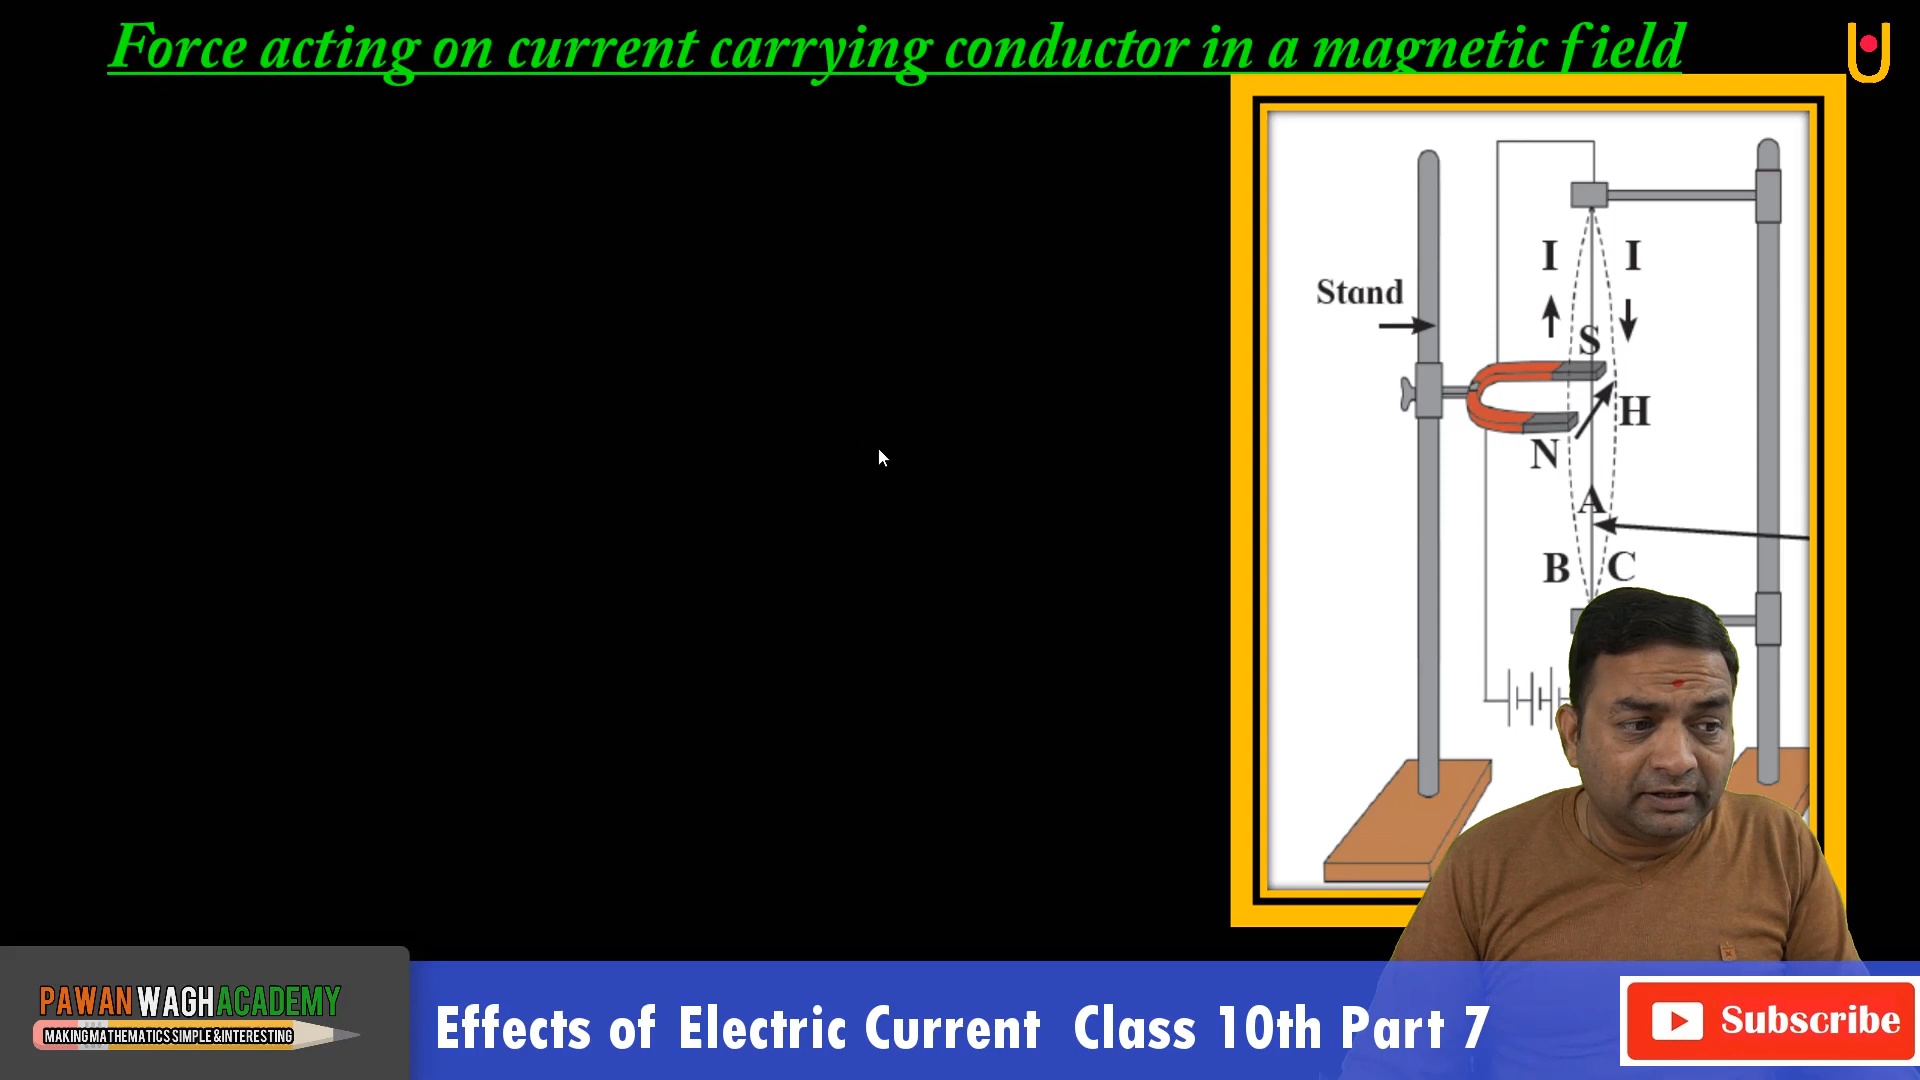 Force acting on current carrying conductor in a magnetic field
I I
Stand
S
H
N
A
B C
PAWAN WAGH ACADEMY
MAKING MATHEMATICS SIMPLE & INTERESTING
Effects of Electric Current Class 10th Part 7
Subscribe